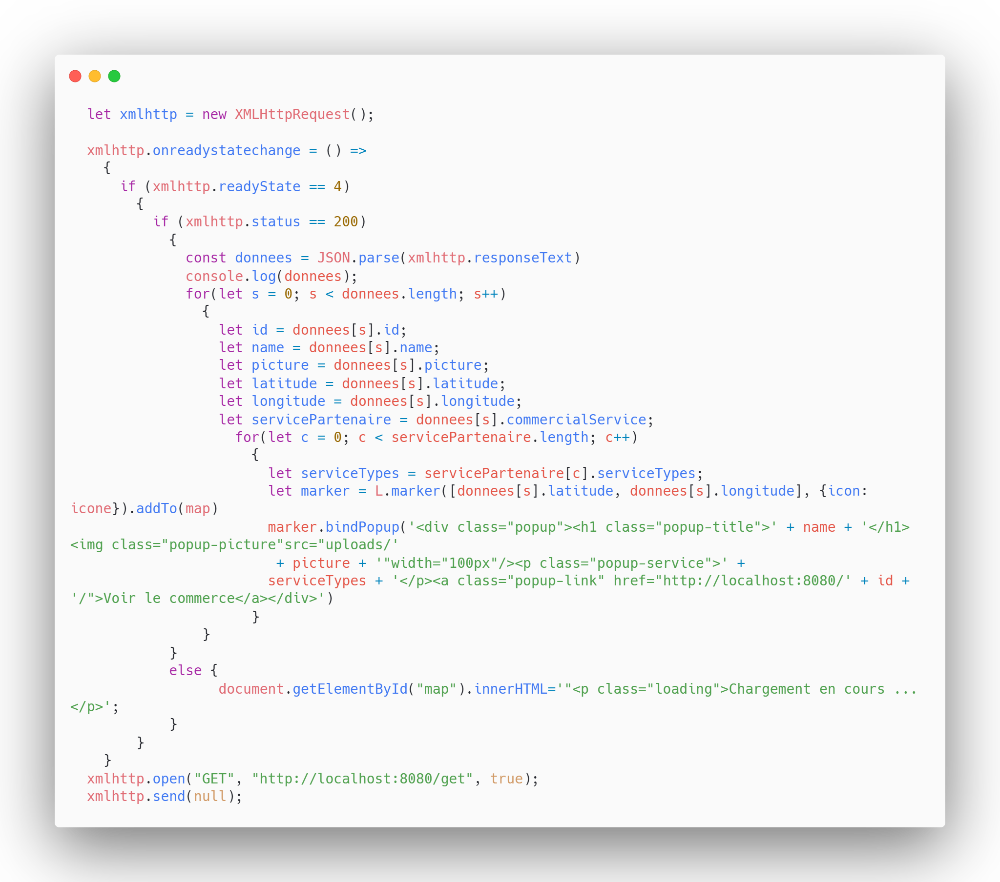 let xmlhttp = new XMLHttpRequest();
xmlhttp.onreadystatechange = () =>
{
if (xmlhttp.readyState == 4)
{
if (xmlhttp.status == 200)
{
const donnees = JSON.parse(xmlhttp.responseText)
console.log(donnees);
for(let s = 0; s < donnees.length; s++)
{
let id = donnees[s].id;
let name = donnees[s].name;
let picture = donnees[s].picture;
let latitude = donnees[s].latitude;
let longitude = donnees[s].longitude;
let servicePartenaire = donnees[s].commercialService;
for(let c = 0; c < servicePartenaire.length; c++)
{
let serviceTypes = servicePartenaire[c].serviceTypes;
let marker = L.marker([donnees[s].latitude, donnees[s].longitude], {icon:
icone}).addTo(map)
marker.bindPopup('<div class="popup"><h1 class="popup-title">' + name + '</h1>
<img class="popup-picture"src="uploads/'
+ picture + '"width="100px"/><p class="popup-service">' +
serviceTypes + '</p><a class="popup-link" href="http://localhost:8080/' + id +
'/">Voir le commerce</a></div>')
}
}
}
else {
document.getElementById("map").innerHTML='"<p class="loading">Chargement en cours ...
</p>';
}
}
}
xmlhttp.open("GET", "http://localhost:8080/get", true);
xmlhttp.send(null);